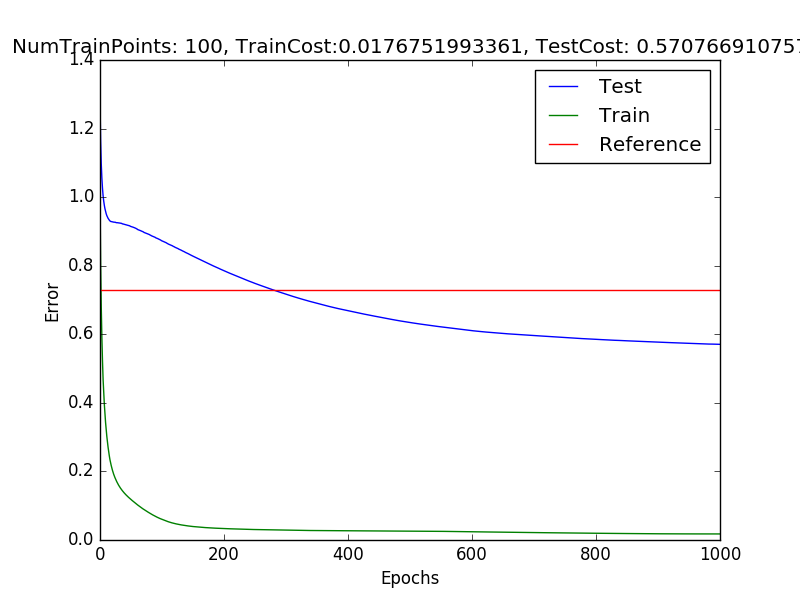 NumTrainPoints: 100, TrainCost:0.0176751993361, TestCost: 0.570766910757
1.4
1.2
1.0
0.8
0.6
0.4
0.2
0.0
Error
Test
Train
Reference
0 200 400 600 800 1000
Epochs